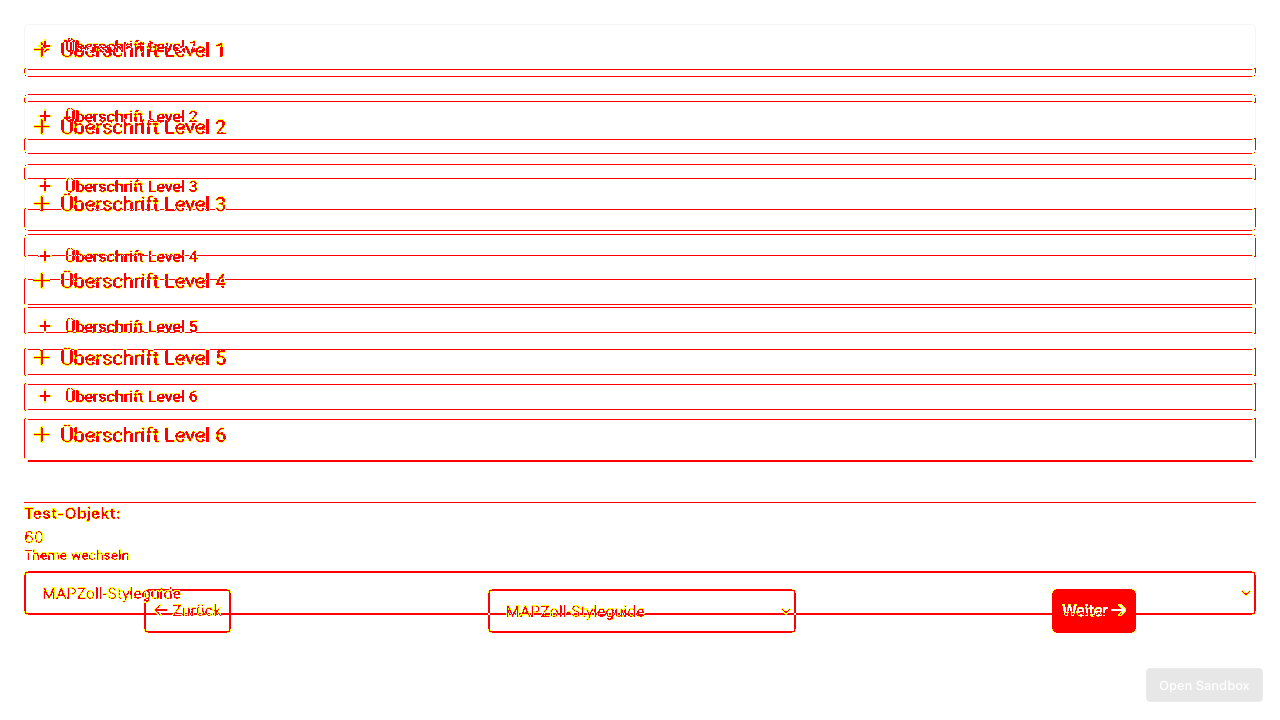 + Überschrift Level 1
+ Überschrift Level 1
+ Überschrift Level 2
+ Überschrift Level 2
+ Überschrift Level 3
+ Überschrift Level 3
+ Überschrift Level 4
+ Überschrift Level 4
+ Überschrift Level 5
+ Überschrift Level 5
+ Überschrift Level 6
+ Überschrift Level 6
Test-Objekt:
60
Theme wechseln
MAPZoll-Styleguide
← Zurück
MAPZoll-Styleguide
Weiter →
Open Sandbox